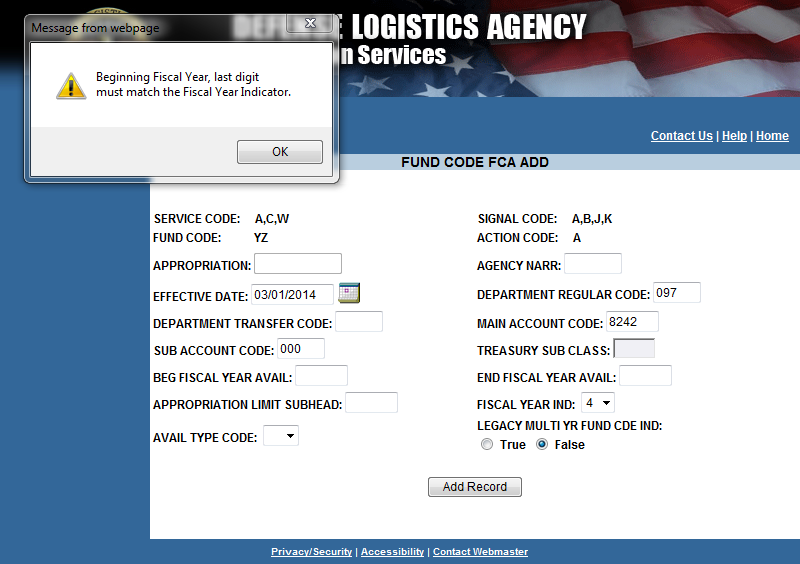 Message from webpage
Beginning Fiscal Year, last digit
must match the Fiscal Year Indicator.
OK
LOGISTICS AGENCY
n Services
Contact Us | Help | Home
FUND CODE FCA ADD
SERVICE CODE: A,C,W
SIGNAL CODE: A,B,J,K
FUND CODE: YZ
ACTION CODE: A
APPROPRIATION:
AGENCY NARR:
EFFECTIVE DATE: 03/01/2014
DEPARTMENT REGULAR CODE: 097
DEPARTMENT TRANSFER CODE:
MAIN ACCOUNT CODE: 8242
SUB ACCOUNT CODE: 000
TREASURY SUB CLASS:
BEG FISCAL YEAR AVAIL:
END FISCAL YEAR AVAIL:
APPROPRIATION LIMIT SUBHEAD:
FISCAL YEAR IND: 4
LEGACY MULTI YR FUND CDE IND:
AVAIL TYPE CODE:
True False
Add Record
Privacy/Security | Accessibility | Contact Webmaster